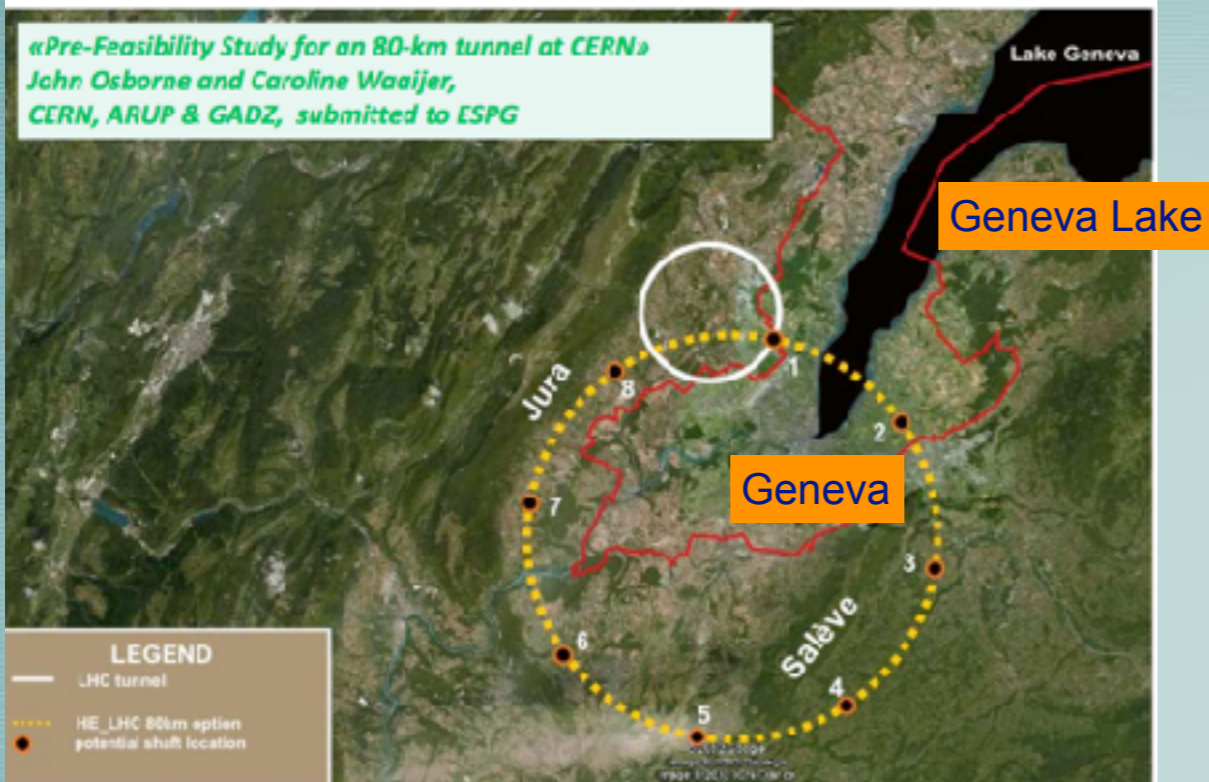 «Pre-Feasibility Study for an 80-km tunnel at CERN»
John Osborne and Caroline Waaijer,
CERN, ARUP & GADZ, submitted to ESPG
Lake Geneva
Geneva Lake
Jura
8
1
2
Geneva
7
3
Salève
6
4
5
LEGEND
LHC tunnel
HE_LHC 80km option
potential shaft location